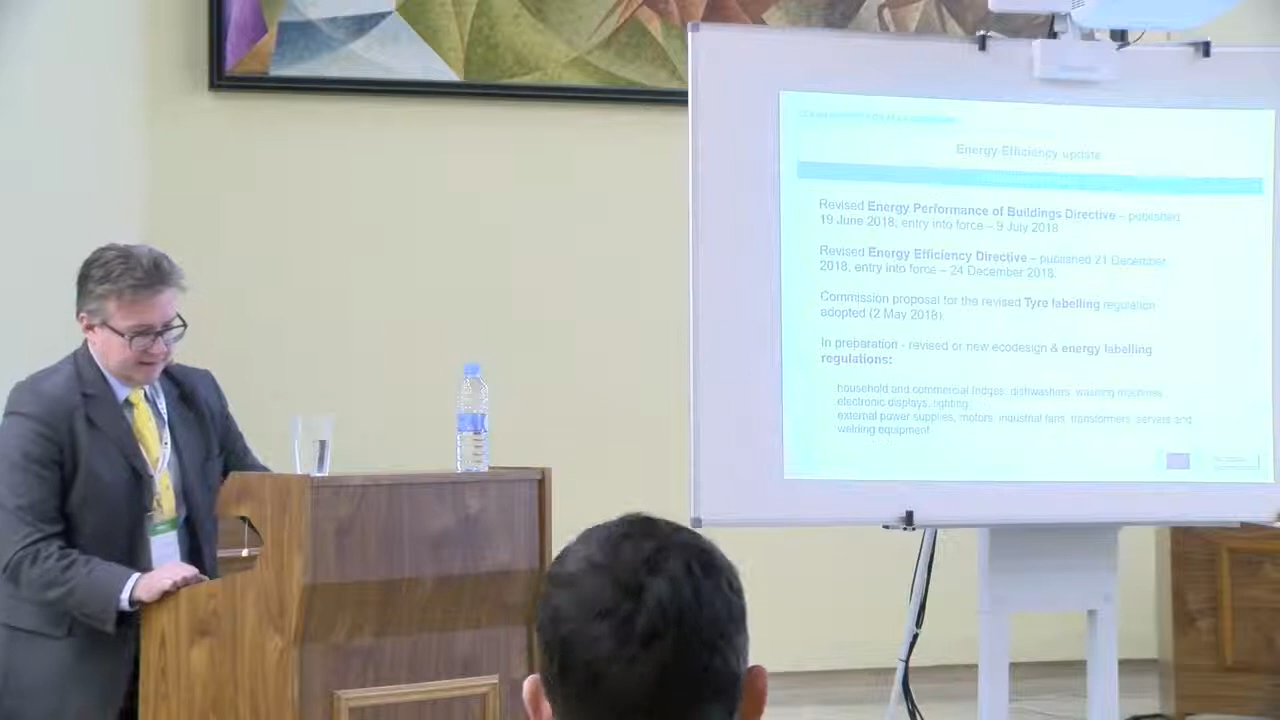 Energy Efficiency update
Revised Energy Performance of Buildings Directive – published
19 June 2018, entry into force – 9 July 2018
Revised Energy Efficiency Directive – published 21 December
2018, entry into force – 24 December 2018.
Commission proposal for the revised Tyre labelling regulation
adopted (2 May 2018)
In preparation - revised or new ecodesign & energy labelling
regulations:
household and commercial fridges, dishwashers, washing machines,
electronic displays, lighting,
external power supplies, motors, industrial fans, transformers, servers and
welding equipment